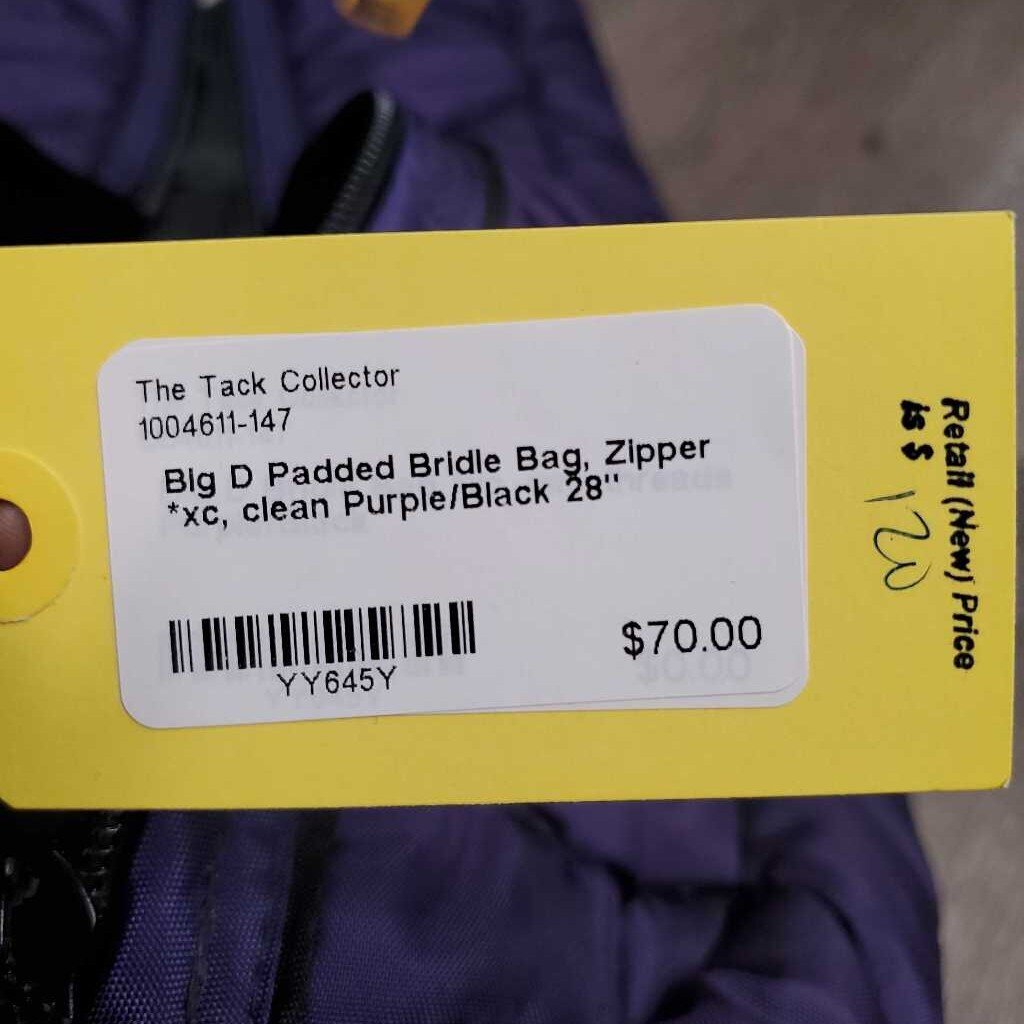 The Tack Collector
1004611-147
Big D Padded Bridle Bag, Zipper
*xc, clean Purple/Black 28"
YY645Y
$70.00
Retail (New) Price
is $
120